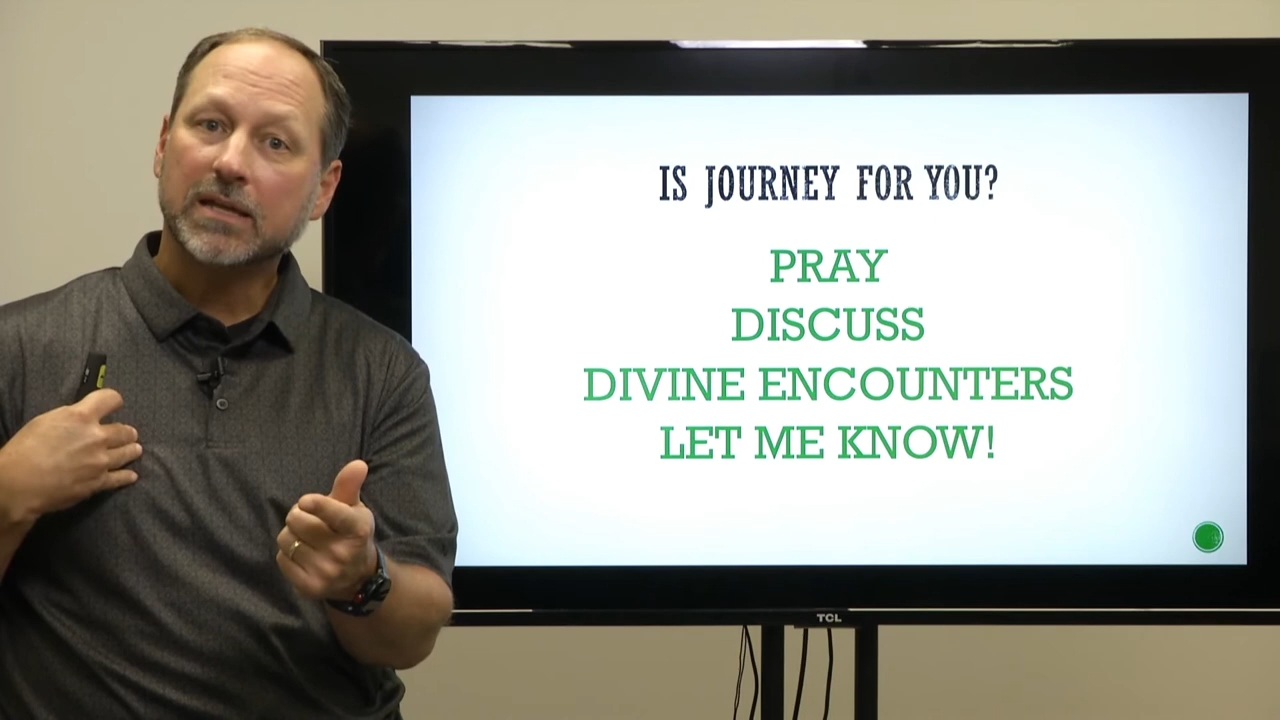 IS JOURNEY FOR YOU?
PRAY
DISCUSS
DIVINE ENCOUNTERS
LET ME KNOW!
TCL